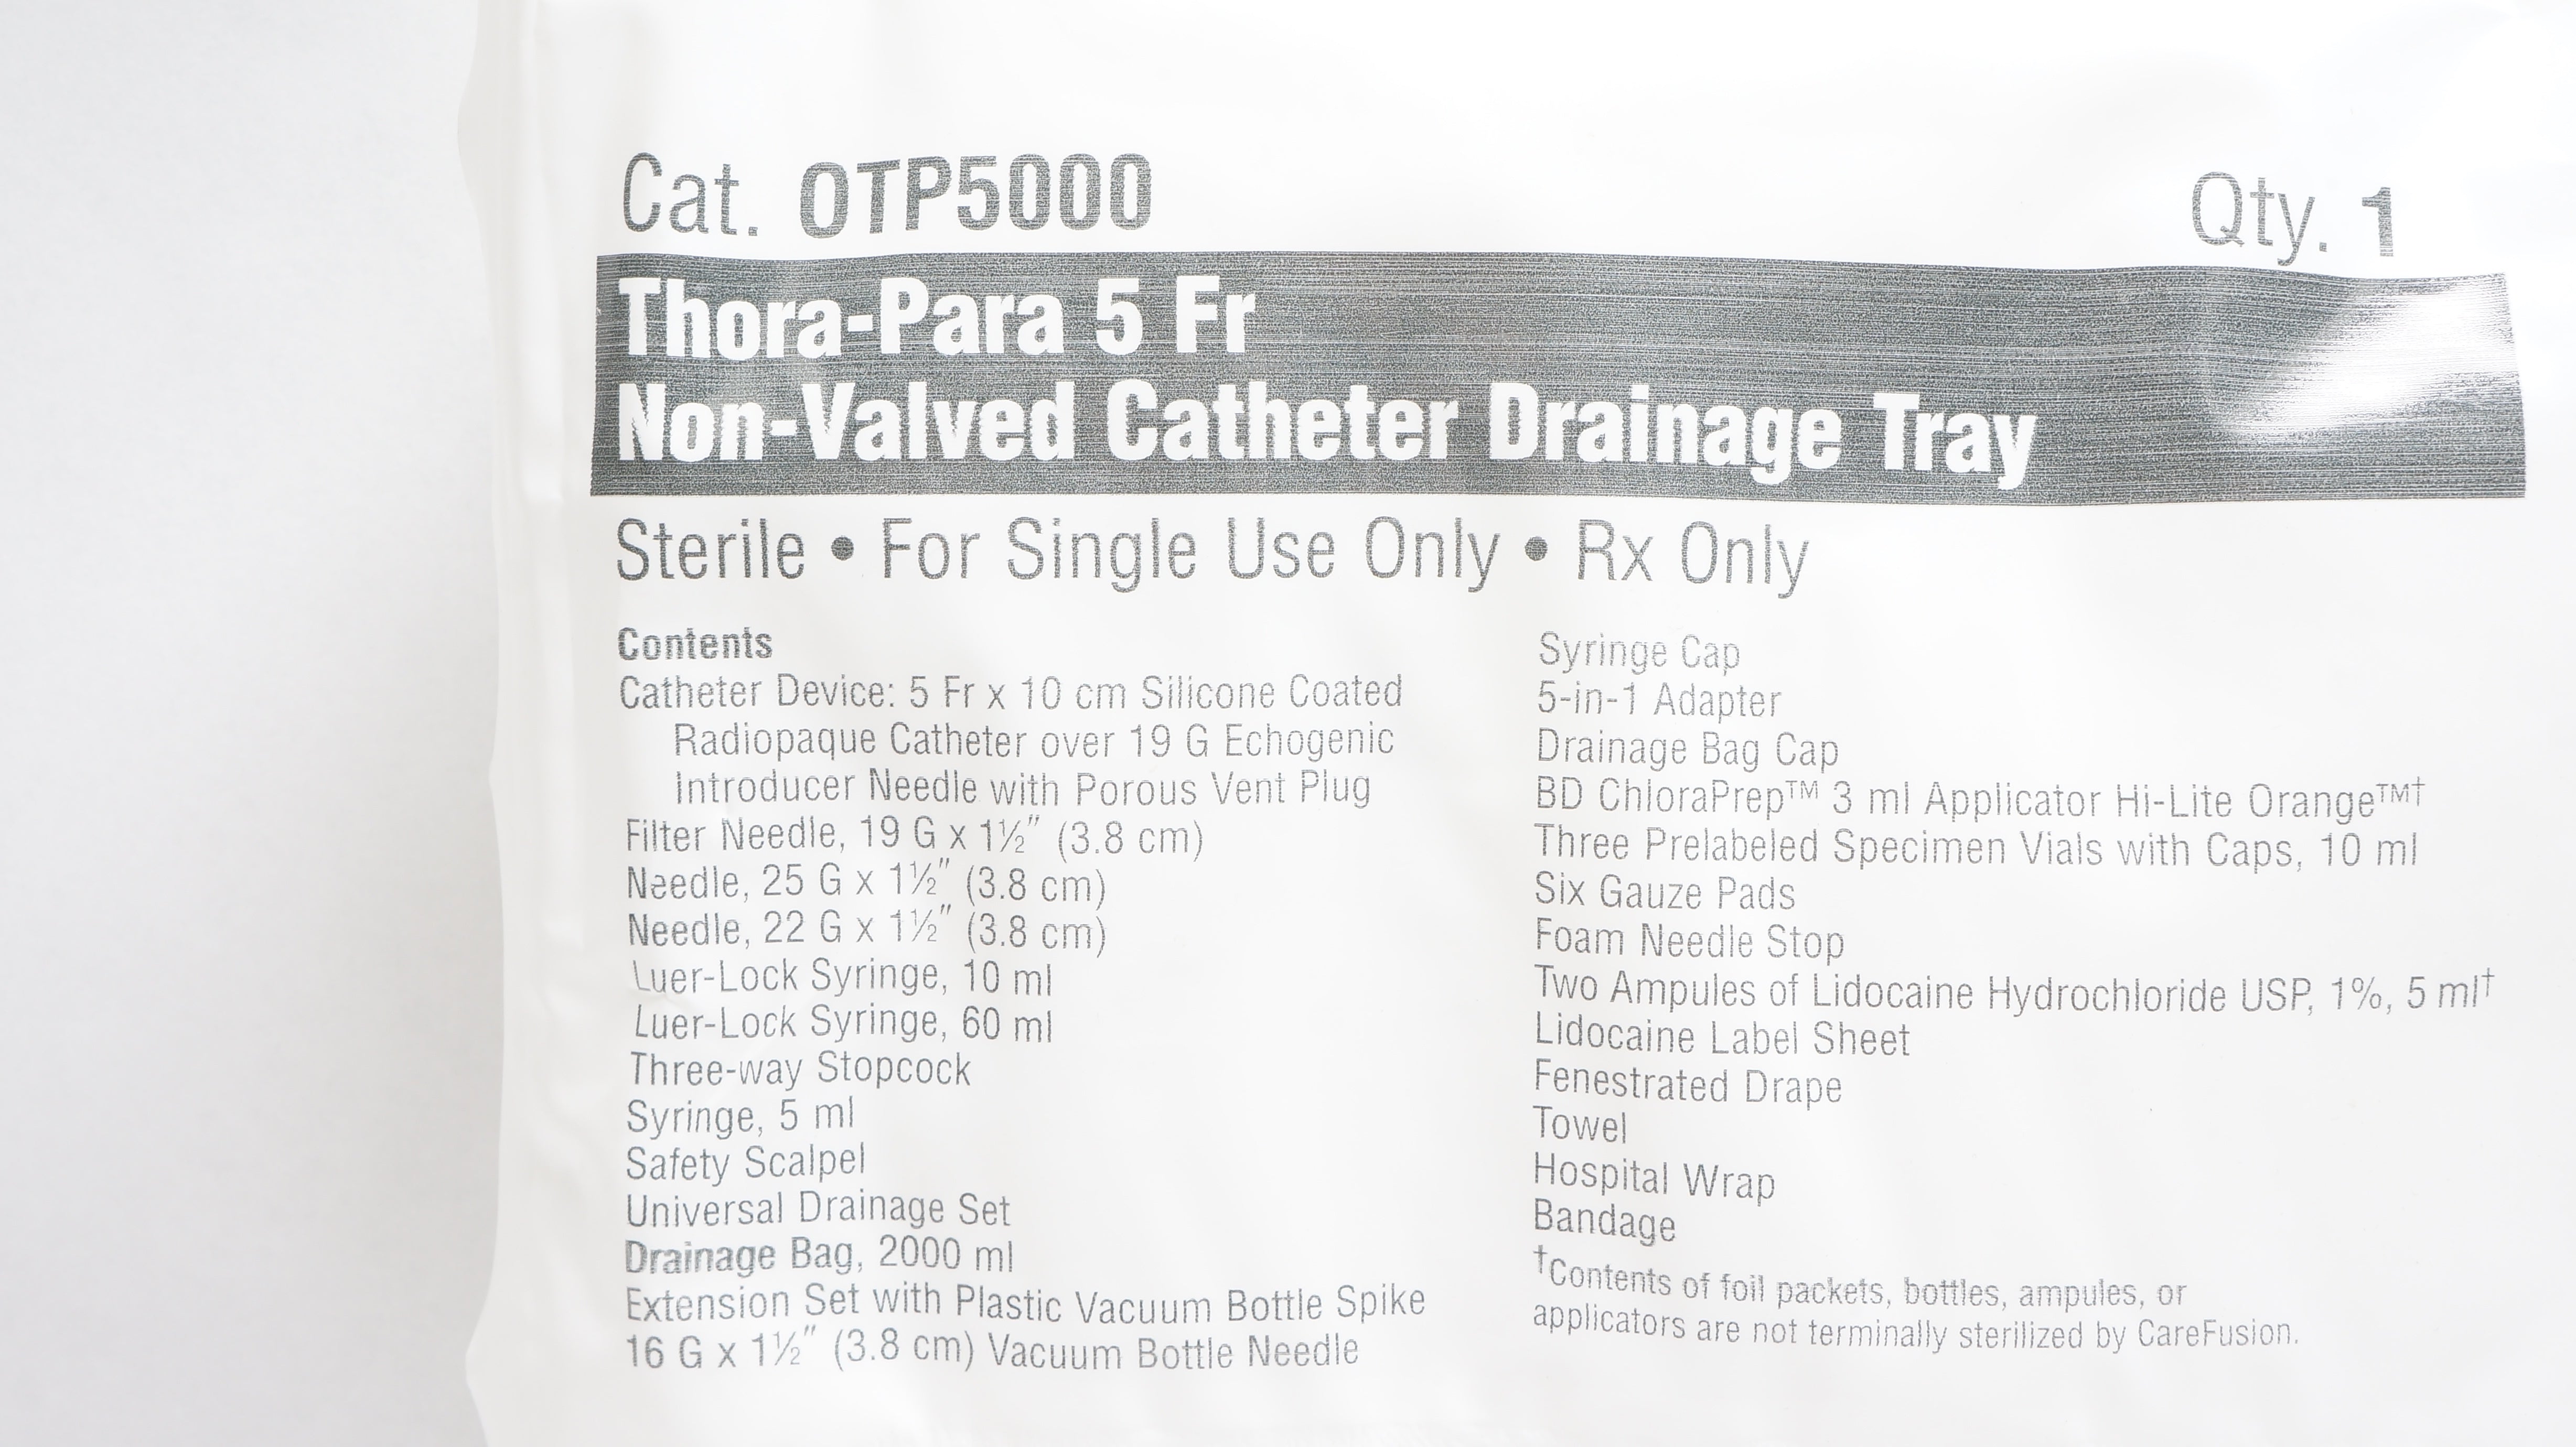 Cat. OTP5000
Qty. 1
Thora-Para 5 Fr
Non-Valved Catheter Drainage Tray
Sterile • For Single Use Only • Rx Only
Contents
Catheter Device: 5 Fr x 10 cm Silicone Coated
Radiopaque Catheter over 19 G Echogenic
Introducer Needle with Porous Vent Plug
Filter Needle, 19 G x 1½" (3.8 cm)
Needle, 25 G x 1½" (3.8 cm)
Needle, 22 G x 1½" (3.8 cm)
Luer-Lock Syringe, 10 ml
Luer-Lock Syringe, 60 ml
Three-way Stopcock
Syringe, 5 ml
Safety Scalpel
Universal Drainage Set
Drainage Bag, 2000 ml
Extension Set with Plastic Vacuum Bottle Spike
16 G x 1½" (3.8 cm) Vacuum Bottle Needle
Syringe Cap
5-in-1 Adapter
Drainage Bag Cap
BD ChloraPrep™ 3 ml Applicator Hi-Lite Orange™†
Three Prelabeled Specimen Vials with Caps, 10 ml
Six Gauze Pads
Foam Needle Stop
Two Ampules of Lidocaine Hydrochloride USP, 1%, 5 ml†
Lidocaine Label Sheet
Fenestrated Drape
Towel
Hospital Wrap
Bandage
†Contents of foil packets, bottles, ampules, or
applicators are not terminally sterilized by CareFusion.